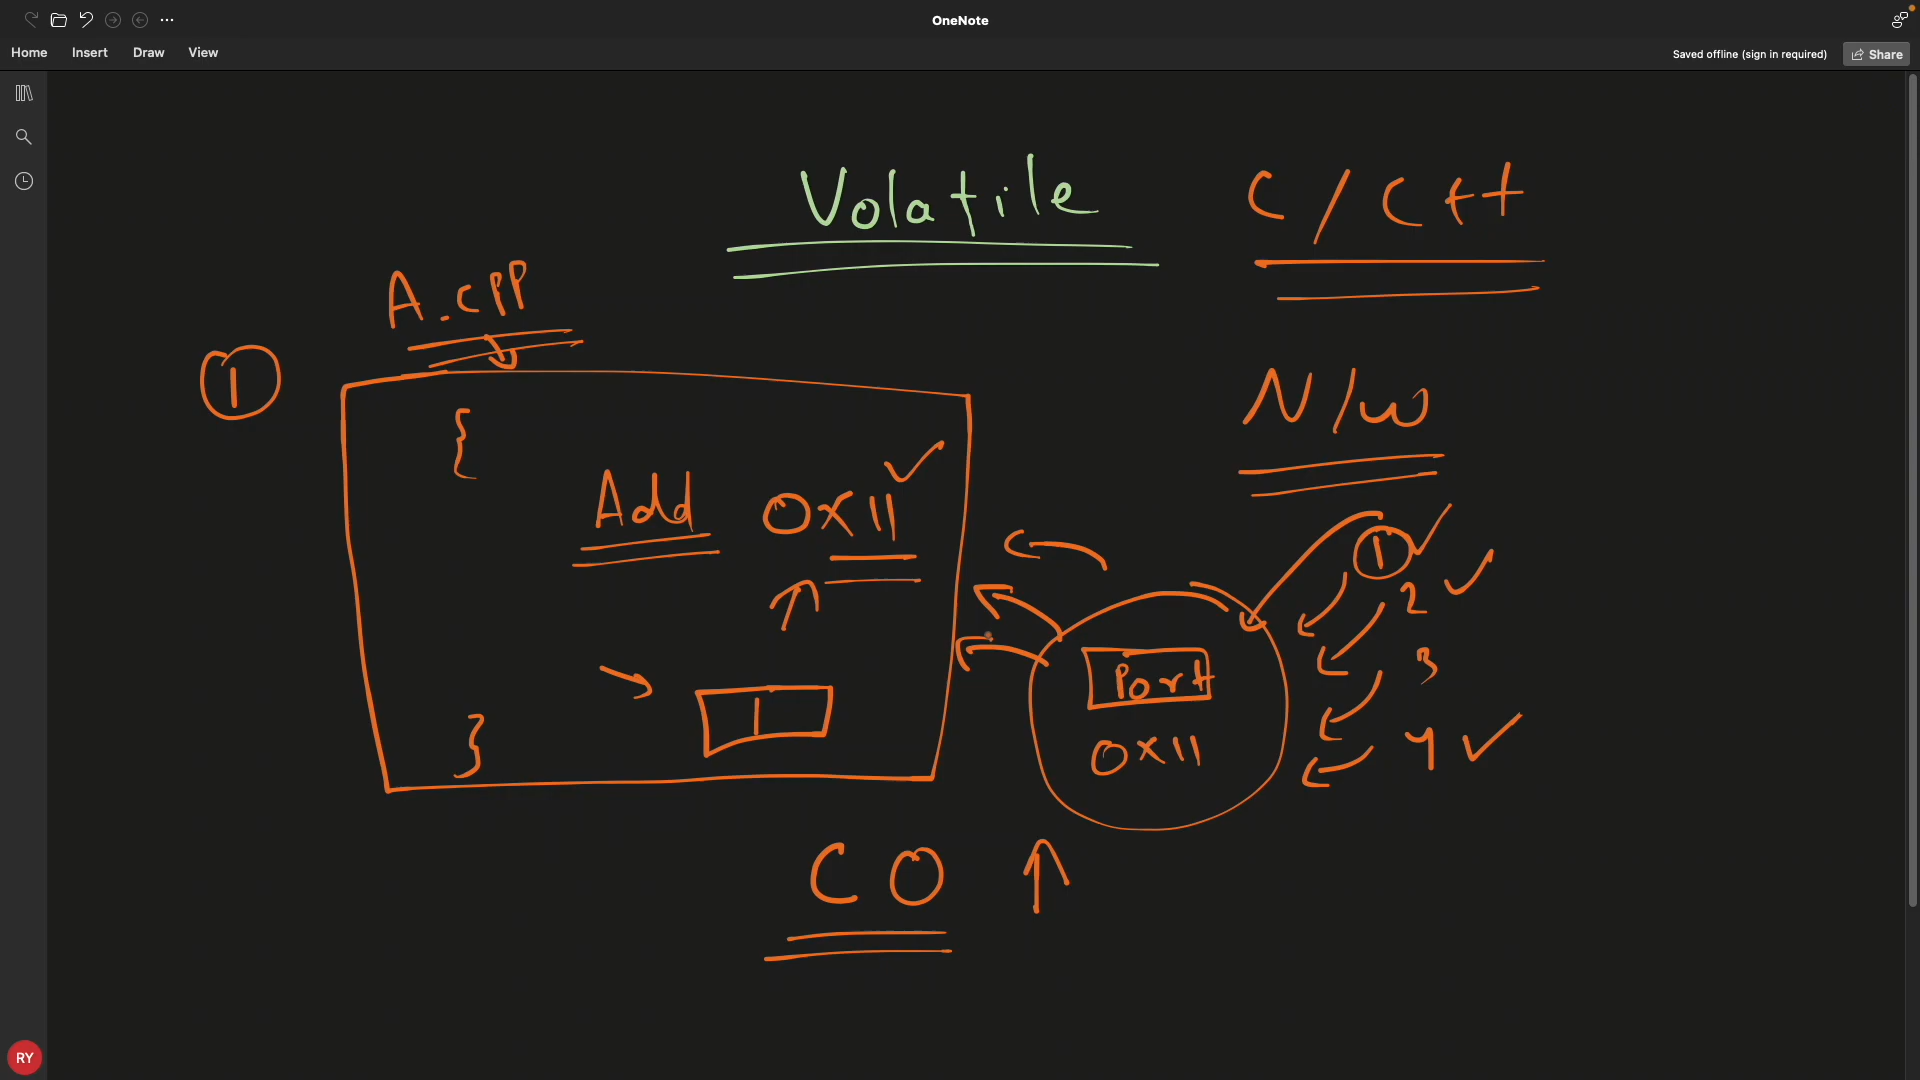 OneNote
Home Insert Draw View
Saved offline (sign in required) Share
Volatile C/C++
A.cpp
1
N/w
{
Add 0x11
1
2
3
4
Port
0x11
1
}
CO
RY